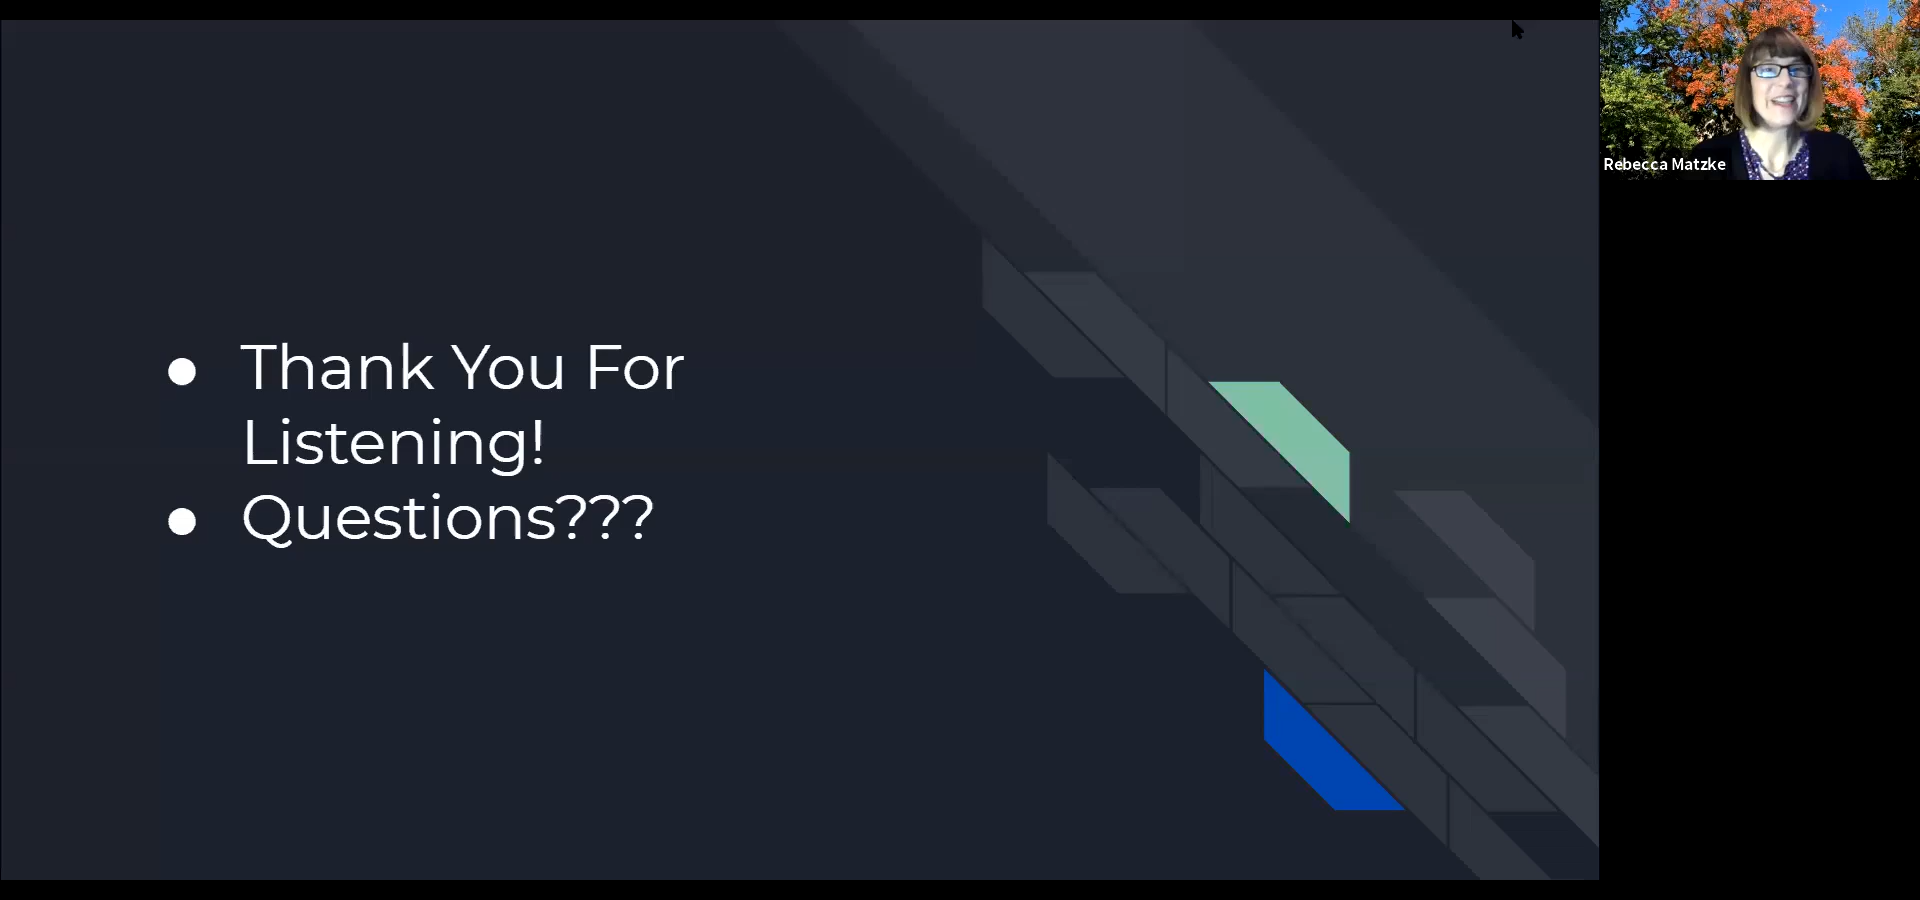 ● Thank You For
Listening!
● Questions???
Rebecca Matzke